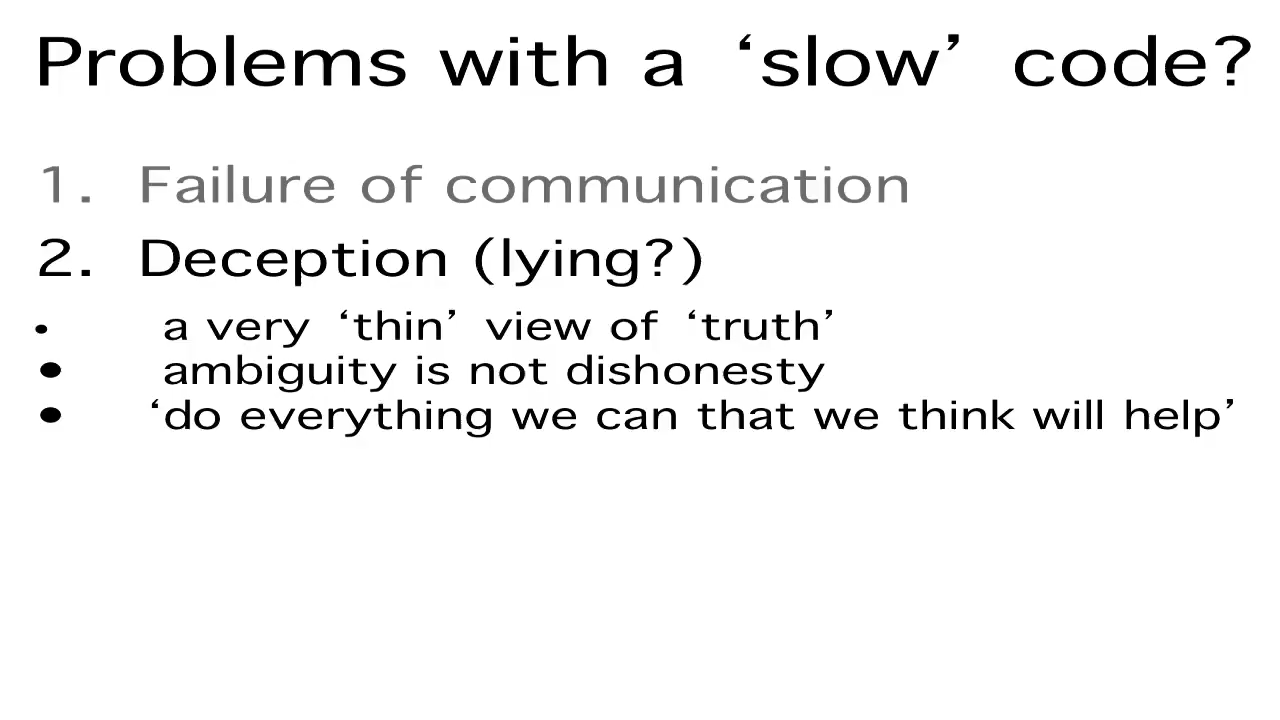 Problems with a ‘slow’ code?
1. Failure of communication
2. Deception (lying?)
• a very ‘thin’ view of ‘truth’
• ambiguity is not dishonesty
• ‘do everything we can that we think will help’